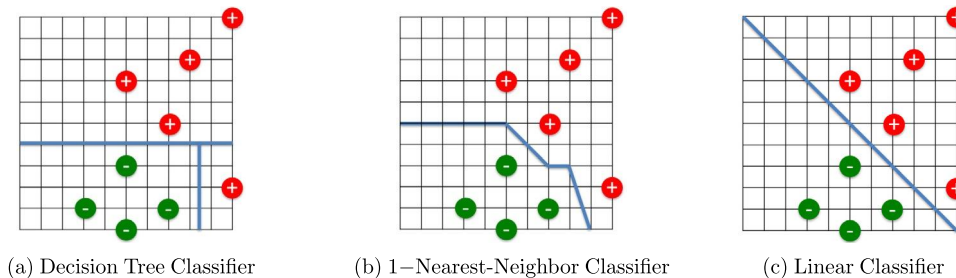 + + +
+ + +
+ + +
+ + +
- - -
+ + +
- - - - - -
- - -
(a) Decision Tree Classifier (b) 1−Nearest-Neighbor Classifier (c) Linear Classifier